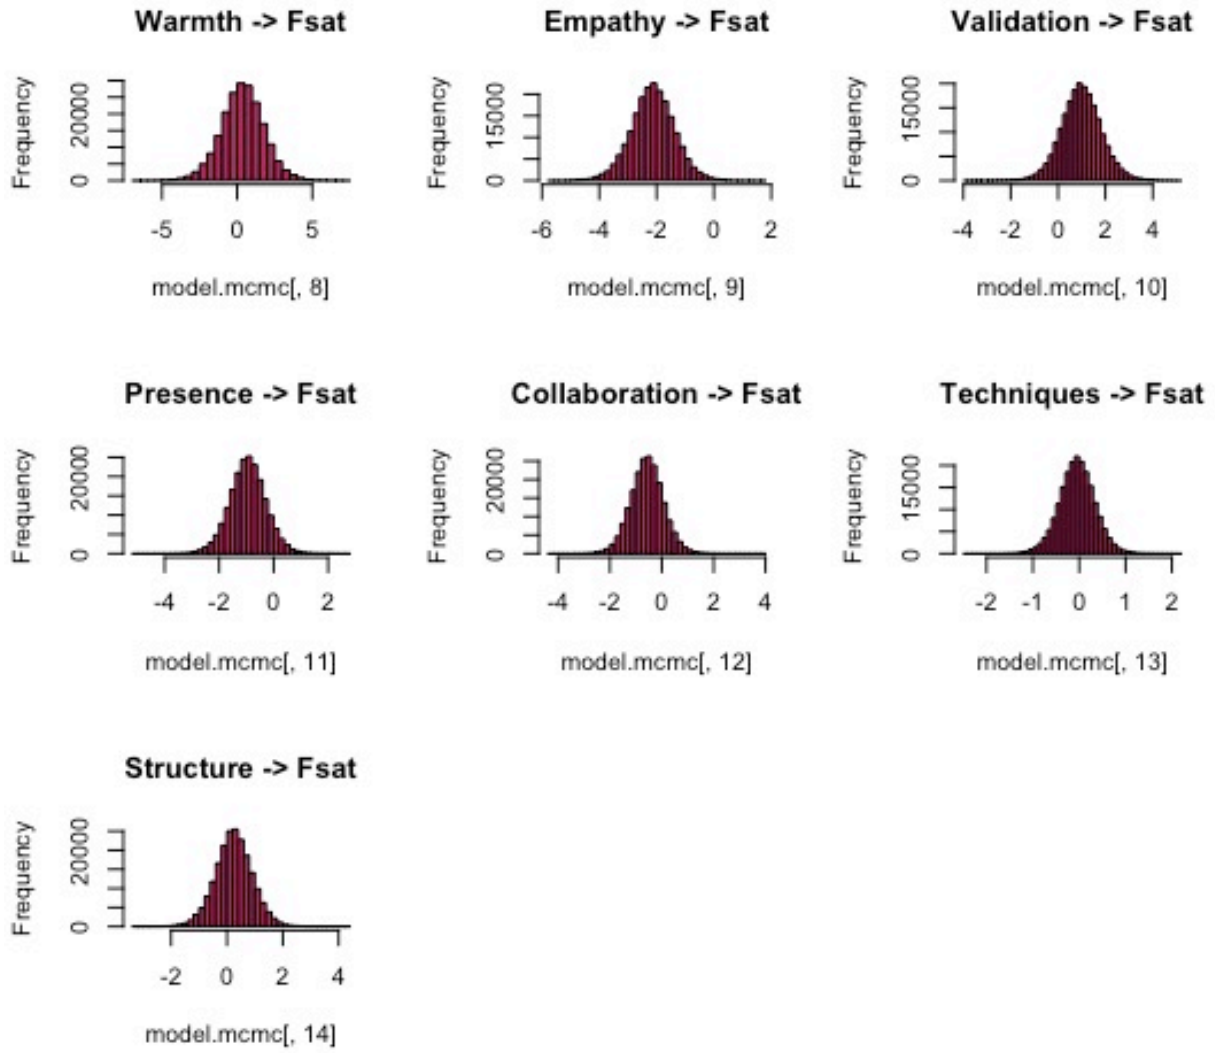 Warmth -> Fsat
Frequency
0 20000
-5 0 5
model.mcmc[, 8]
Empathy -> Fsat
Frequency
0 15000
-6 -4 -2 0 2
model.mcmc[, 9]
Validation -> Fsat
Frequency
0 15000
-4 -2 0 2 4
model.mcmc[, 10]
Presence -> Fsat
Frequency
0 20000
-4 -2 0 2
model.mcmc[, 11]
Collaboration -> Fsat
Frequency
0 20000
-4 -2 0 2 4
model.mcmc[, 12]
Techniques -> Fsat
Frequency
0 15000
-2 -1 0 1 2
model.mcmc[, 13]
Structure -> Fsat
Frequency
0 20000
-2 0 2 4
model.mcmc[, 14]